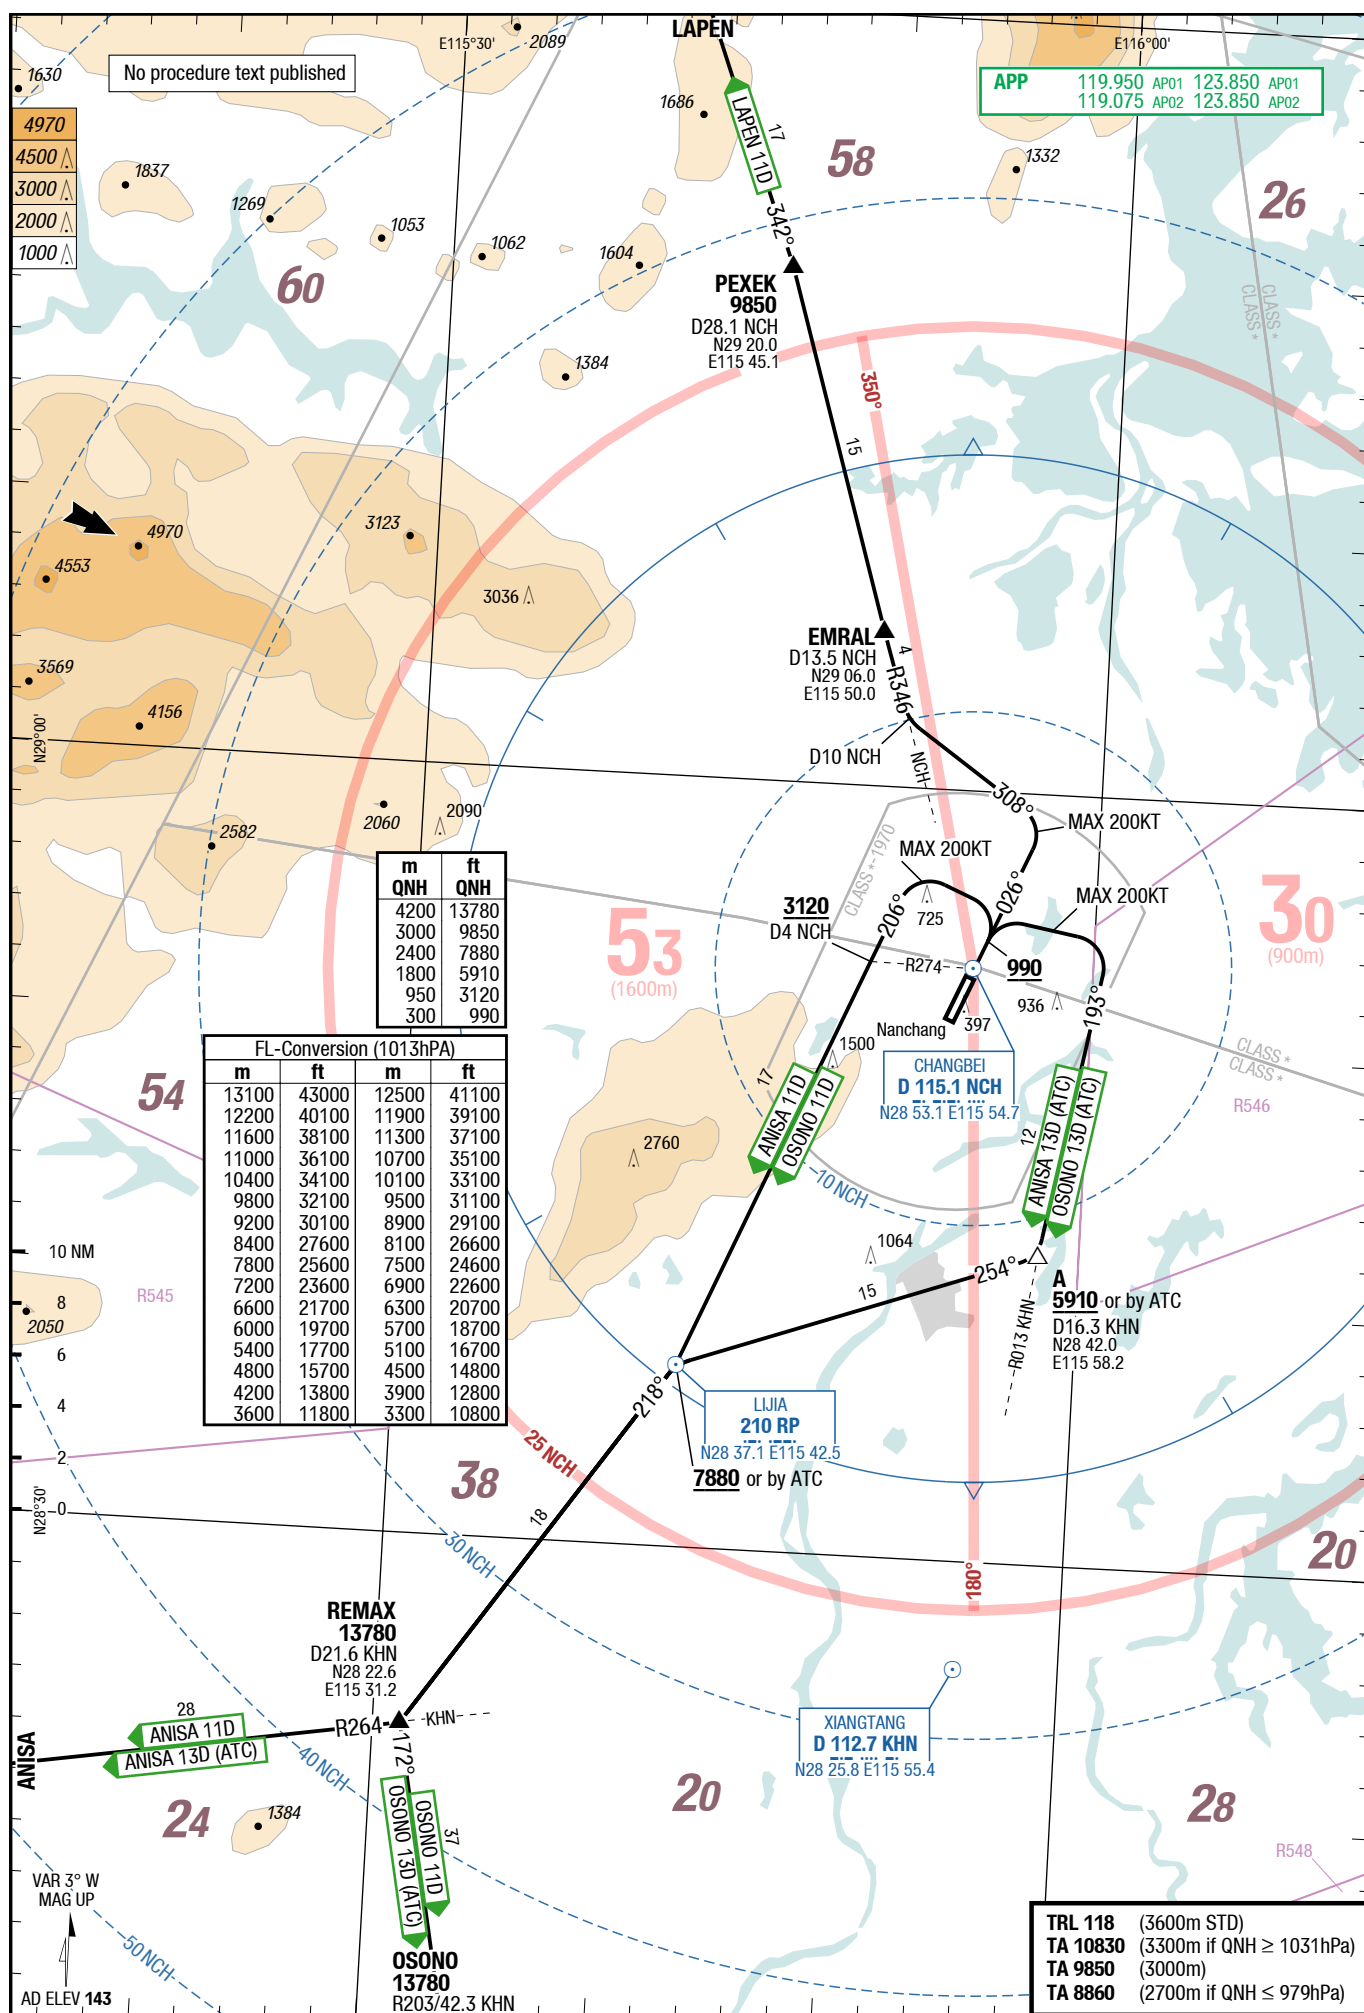 LAPEN
E115°30'
2089
E116°00'
1630
No procedure text published
APP 119.950 AP01 123.850 AP01
119.075 AP02 123.850 AP02
1686
17
LAPEN 11D
342°
58
1332
26
4970
4500
3000
2000
1000
1837
1269
1053
1062
1604
60
PEXEK
9850
D28.1 NCH
N29 20.0
E115 45.1
CLASS *
CLASS *
1384
350°
15
4970
4553
3123
3036
3569
4156
EMRAL
D13.5 NCH
N29 06.0
E115 50.0
4
R346
N29°00'
D10 NCH
NCH
308°
MAX 200KT
2582
2060
2090
CLASS *-1970
MAX 200KT
026°
MAX 200KT
m ft
QNH QNH
4200 13780
3000 9850
2400 7880
1800 5910
950 3120
300 990
53
(1600m)
3120
D4 NCH
206°
725
R274
990
936
193°
30
(900m)
Nanchang
397
1500
CLASS *
CLASS *
R546
FL-Conversion (1013hPA)
m ft m ft
13100 43000 12500 41100
12200 40100 11900 39100
11600 38100 11300 37100
11000 36100 10700 35100
10400 34100 10100 33100
9800 32100 9500 31100
9200 30100 8900 29100
8400 27600 8100 26600
7800 25600 7500 24600
7200 23600 6900 22600
6600 21700 6300 20700
6000 19700 5700 18700
5400 17700 5100 16700
4800 15700 4500 14800
4200 13800 3900 12800
3600 11800 3300 10800
54
17
ANISA 11D
OSONO 11D
CHANGBEI
D 115.1 NCH
N28 53.1 E115 54.7
12
ANISA 13D (ATC)
OSONO 13D (ATC)
2760
10 NCH
1064
10 NM
8
6
4
2
0
R545
2050
254°
15
A
5910 or by ATC
D16.3 KHN
N28 42.0
E115 58.2
R013 KHN
218°
LIJIA
210 RP
N28 37.1 E115 42.5
7880 or by ATC
25 NCH
38
18
N28°30'
30 NCH
180°
20
REMAX
13780
D21.6 KHN
N28 22.6
E115 31.2
28
ANISA 11D
ANISA 13D (ATC)
R264
KHN
ANISA
172°
40 NCH
XIANGTANG
D 112.7 KHN
N28 25.8 E115 55.4
24
1384
OSONO 11D
OSONO 13D (ATC)
37
20
28
R548
VAR 3° W
MAG UP
50 NCH
AD ELEV 143
OSONO
13780
R203/42.3 KHN
TRL 118 (3600m STD)
TA 10830 (3300m if QNH ≥ 1031hPa)
TA 9850 (3000m)
TA 8860 (2700m if QNH ≤ 979hPa)